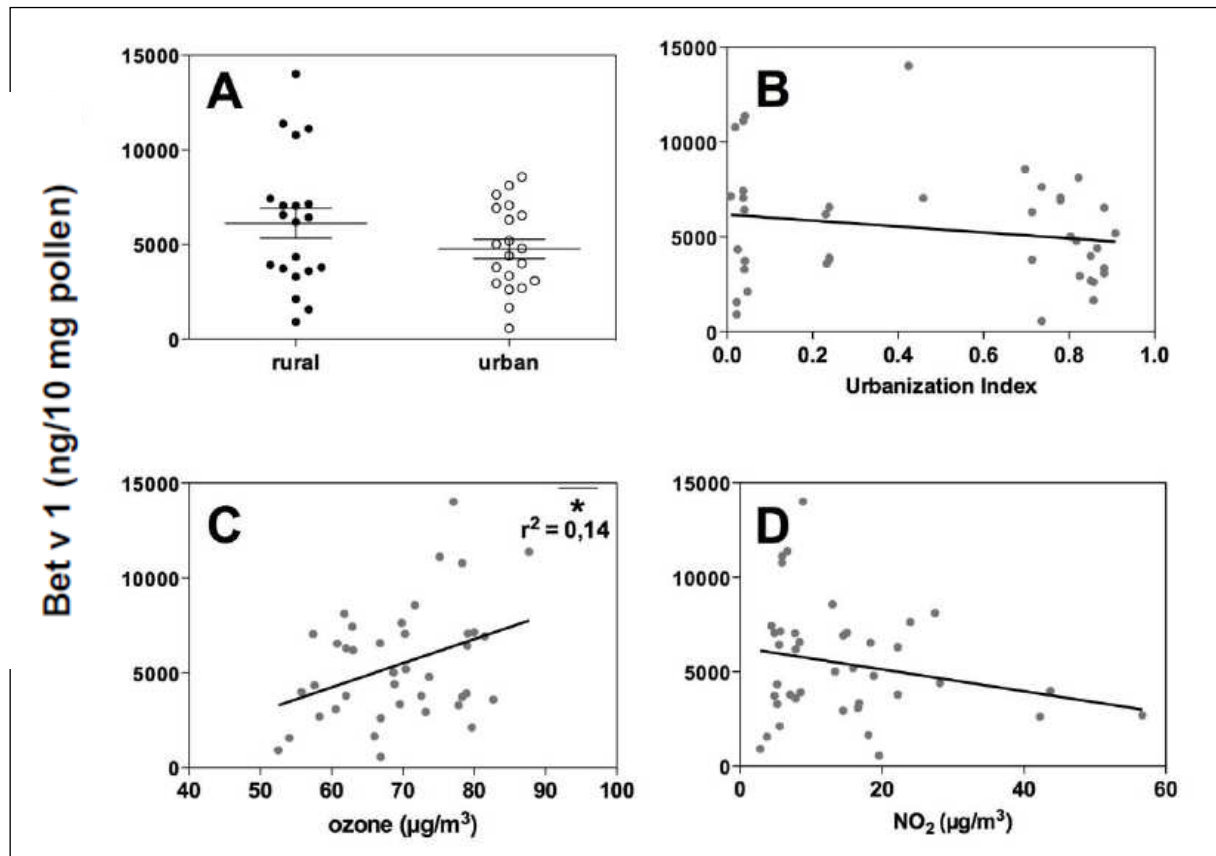 Bet v 1 (ng/10 mg pollen)
A
15000
10000
5000
0
rural urban
B
15000
10000
5000
0
0.0 0.2 0.4 0.6 0.8 1.0
Urbanization Index
C
15000
10000
5000
0
*
r² = 0,14
40 50 60 70 80 90 100
ozone (µg/m³)
D
15000
10000
5000
0
0 20 40 60
NO₂ (µg/m³)